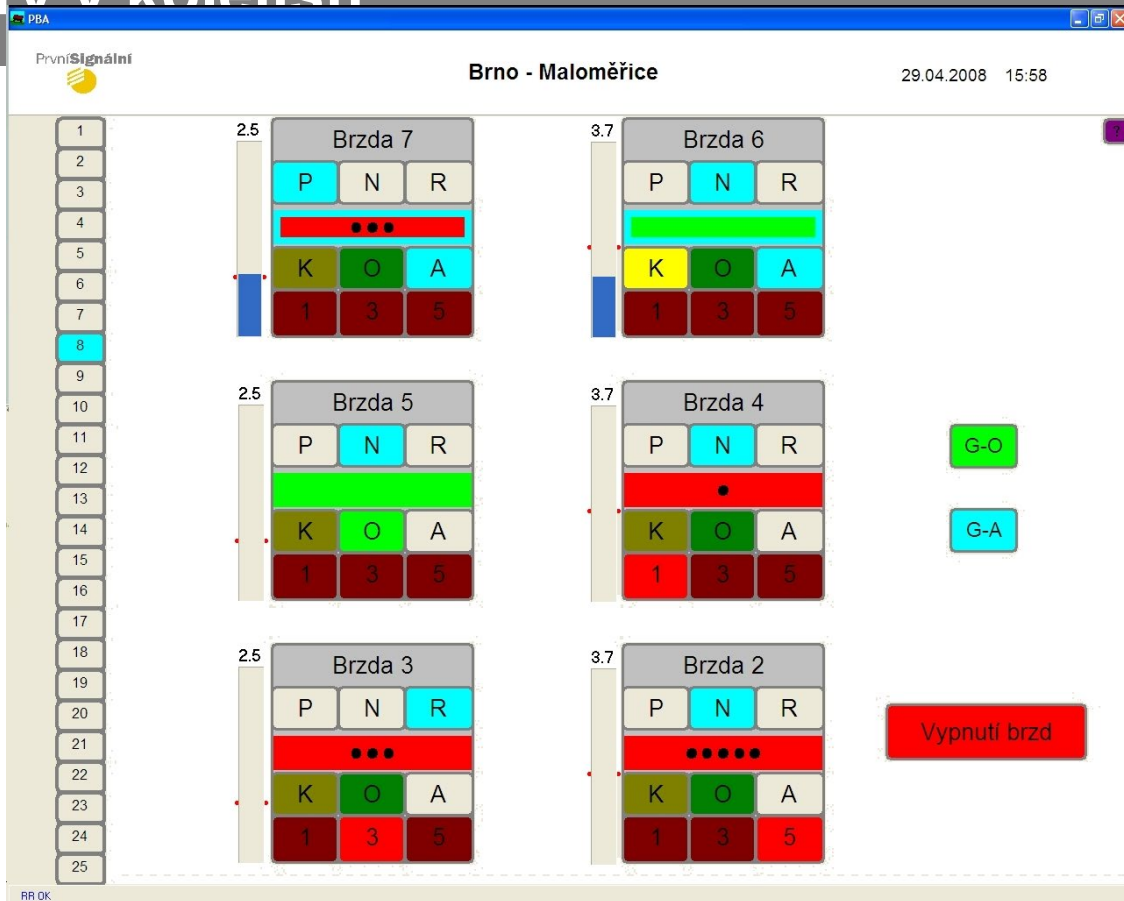 PBA
PrvníSignální
Brno - Maloměřice
29.04.2008 15:58
?
1
2
3
4
5
6
7
8
9
10
11
12
13
14
15
16
17
18
19
20
21
22
23
24
25
2.5
Brzda 7
P N R
K O A
1 3 5
3.7
Brzda 6
P N R
K O A
1 3 5
2.5
Brzda 5
P N R
K O A
1 3 5
3.7
Brzda 4
P N R
K O A
1 3 5
G-O
G-A
2.5
Brzda 3
P N R
K O A
1 3 5
3.7
Brzda 2
P N R
K O A
1 3 5
Vypnutí brzd
RR OK